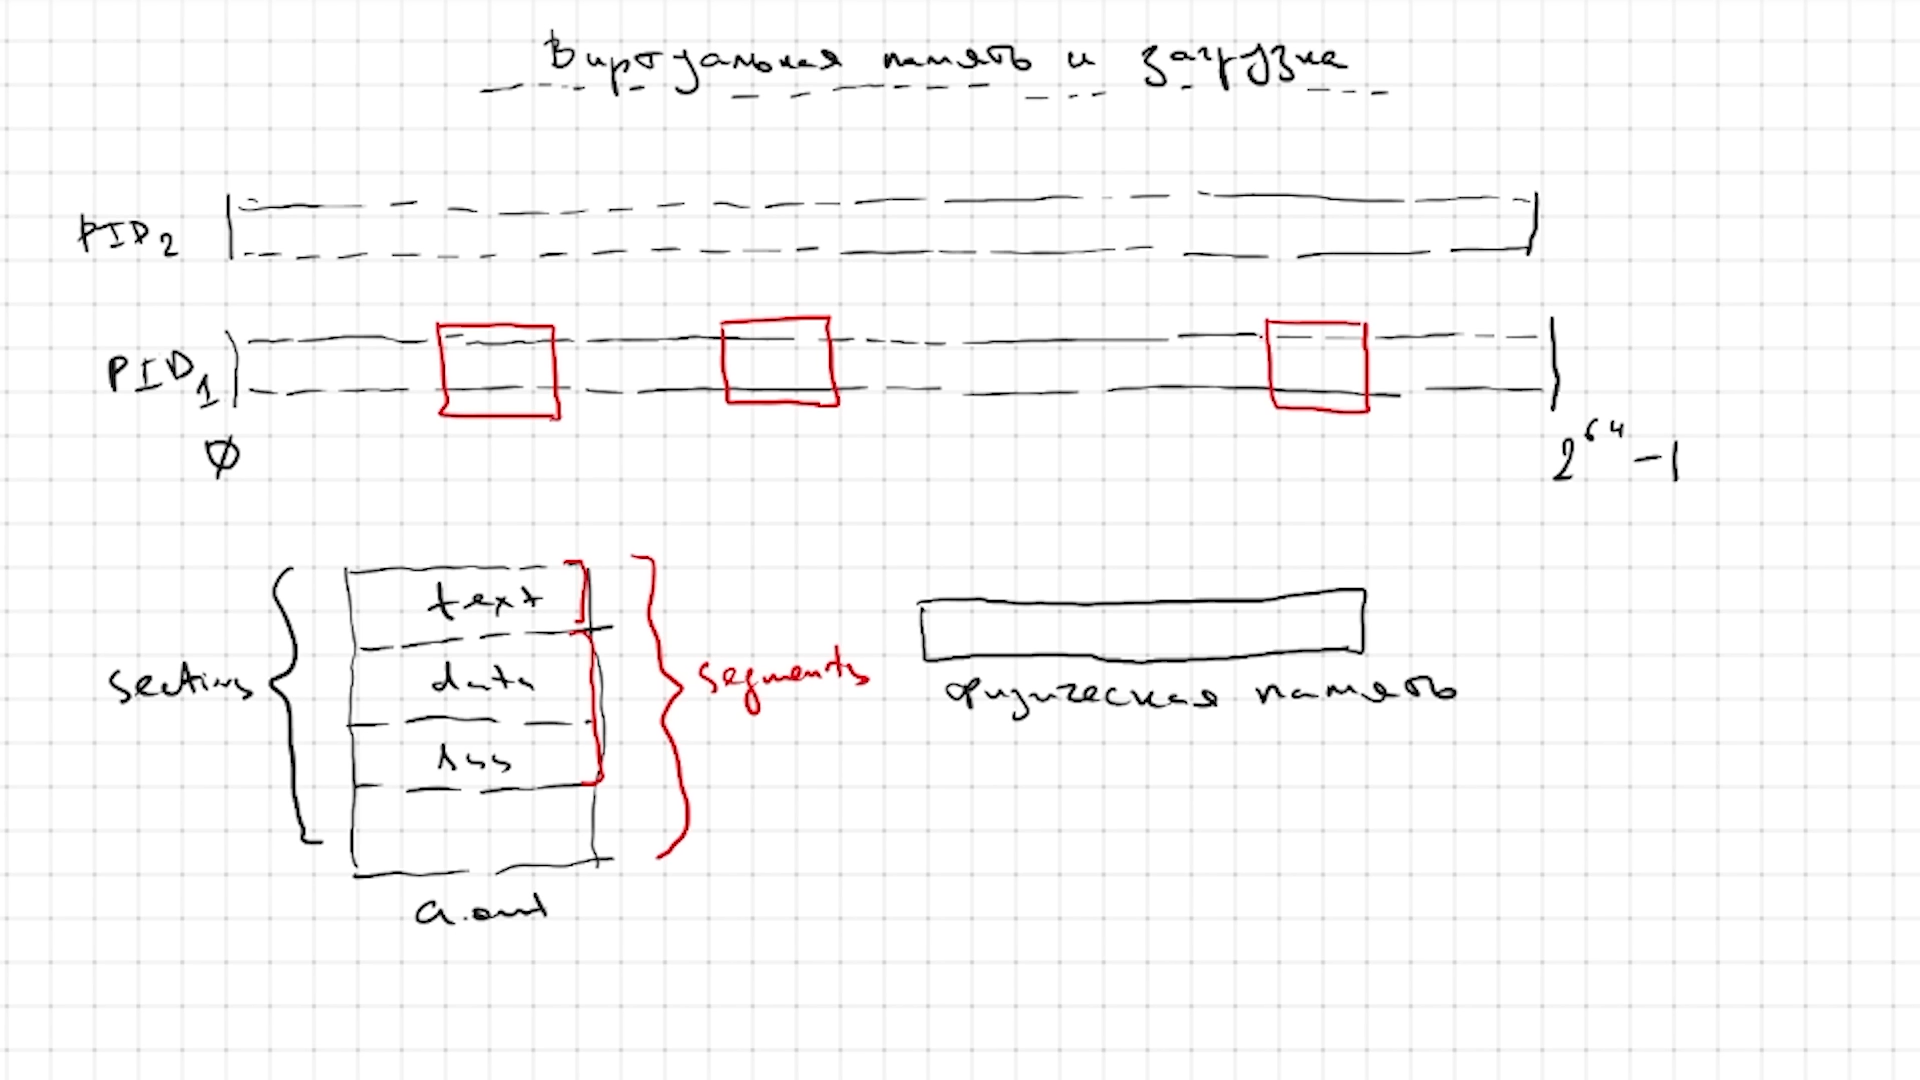 Виртуальная память и загрузка
PID2
PID1
0
2^64-1
text
data
bss
sections
segments
физическая память
a.out